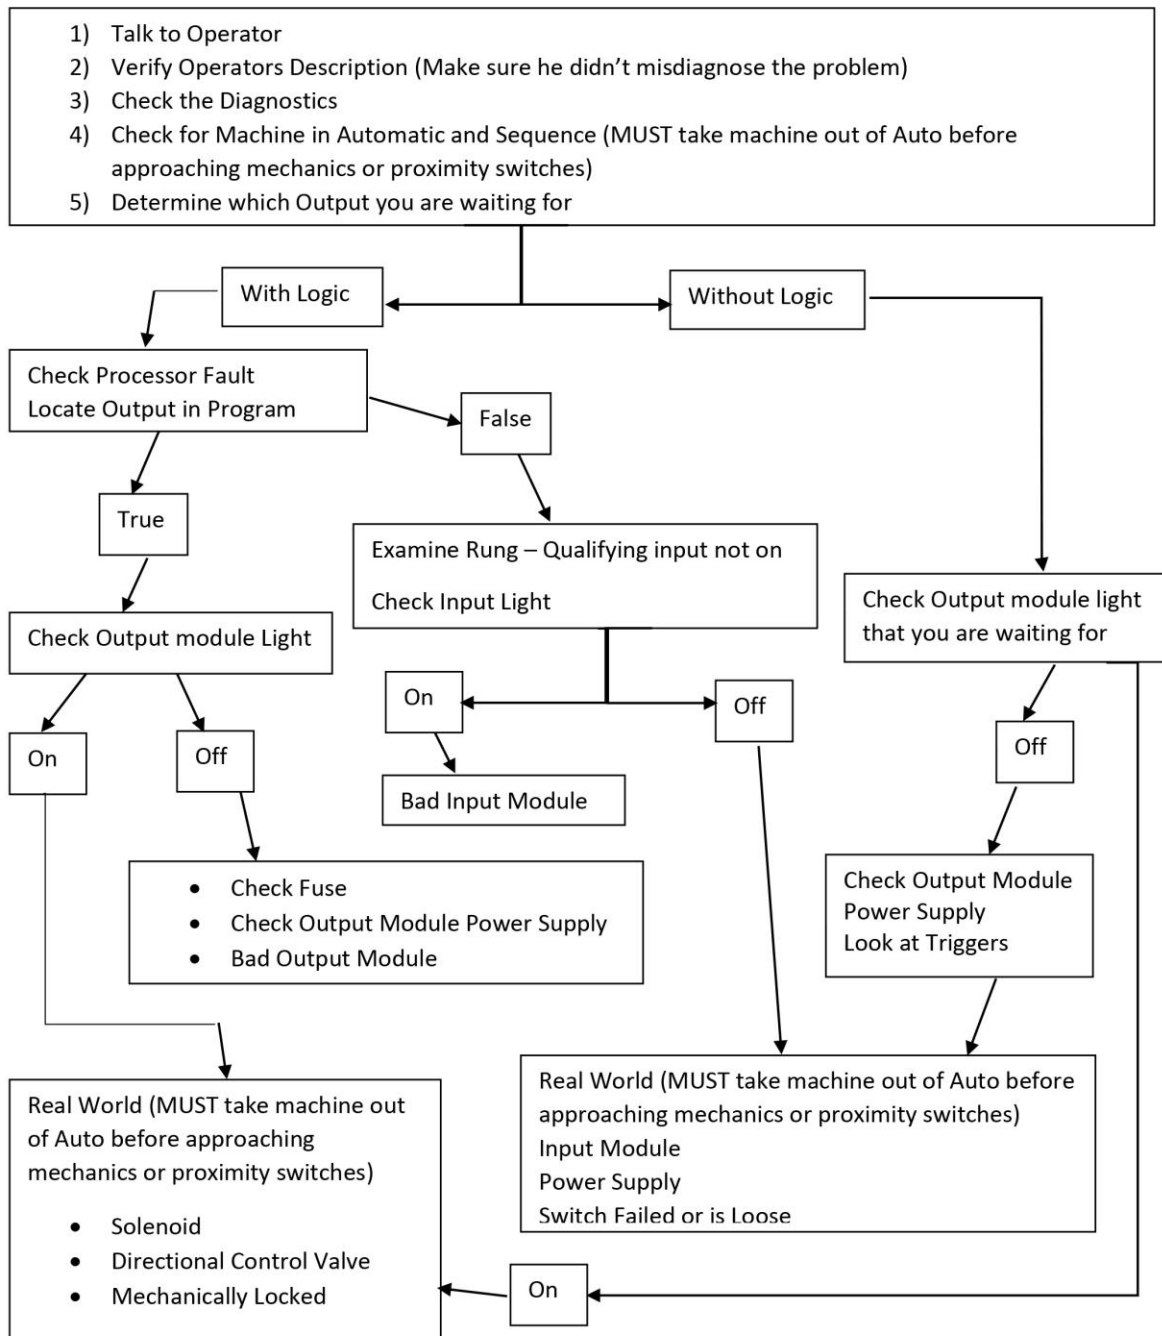 1) Talk to Operator
2) Verify Operators Description (Make sure he didn’t misdiagnose the problem)
3) Check the Diagnostics
4) Check for Machine in Automatic and Sequence (MUST take machine out of Auto before
approaching mechanics or proximity switches)
5) Determine which Output you are waiting for
With Logic
Without Logic
Check Processor Fault
Locate Output in Program
False
True
Examine Rung – Qualifying input not on
Check Input Light
Check Output module light
that you are waiting for
Check Output module Light
On
Off
On
Off
Off
Bad Input Module
• Check Fuse
• Check Output Module Power Supply
• Bad Output Module
Check Output Module
Power Supply
Look at Triggers
Real World (MUST take machine out of Auto before
approaching mechanics or proximity switches)
Input Module
Power Supply
Switch Failed or is Loose
Real World (MUST take machine out
of Auto before approaching
mechanics or proximity switches)
• Solenoid
• Directional Control Valve
• Mechanically Locked
On